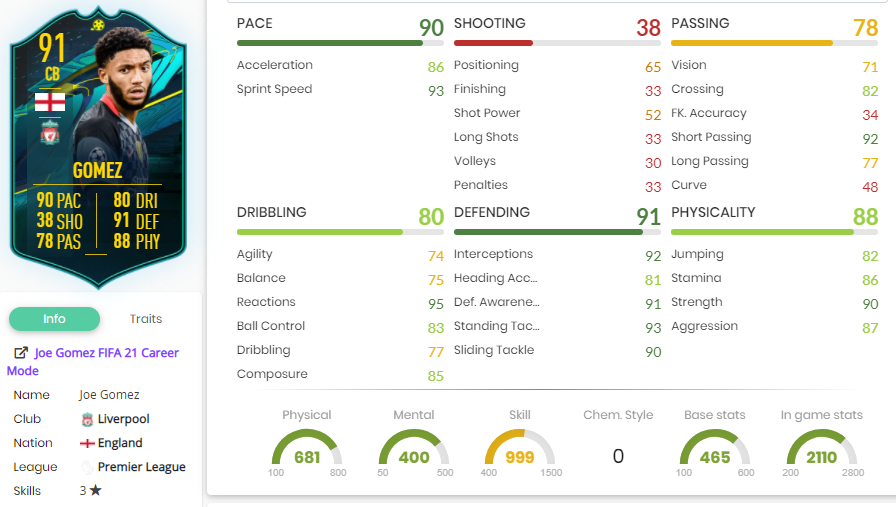 91
CB
GOMEZ
90 PAC 80 DRI
38 SHO 91 DEF
78 PAS 88 PHY
Info Traits
Joe Gomez FIFA 21 Career
Mode
Name Joe Gomez
Club Liverpool
Nation England
League Premier League
Skills 3 ★
PACE 90
Acceleration 86
Sprint Speed 93
SHOOTING 38
Positioning 65
Finishing 33
Shot Power 52
Long Shots 33
Volleys 30
Penalties 33
PASSING 78
Vision 71
Crossing 82
FK. Accuracy 34
Short Passing 92
Long Passing 77
Curve 48
DRIBBLING 80
Agility 74
Balance 75
Reactions 95
Ball Control 83
Dribbling 77
Composure 85
DEFENDING 91
Interceptions 92
Heading Acc... 81
Def. Awarene... 91
Standing Tac... 93
Sliding Tackle 90
PHYSICALITY 88
Jumping 82
Stamina 86
Strength 90
Aggression 87
Physical
681
100 800
Mental
400
50 500
Skill
999
400 1500
Chem. Style
0
Base stats
465
100 600
In game stats
2110
200 2800